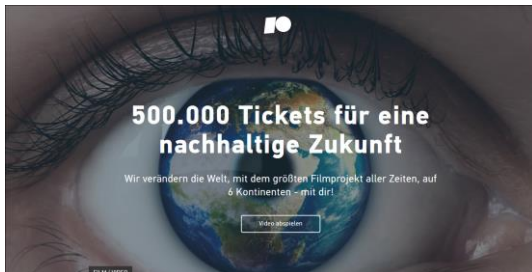 500.000 Tickets für eine
nachhaltige Zukunft
Wir verändern die Welt, mit dem größten Filmprojekt aller Zeiten, auf
6 Kontinenten - mit dir!
Video abspielen